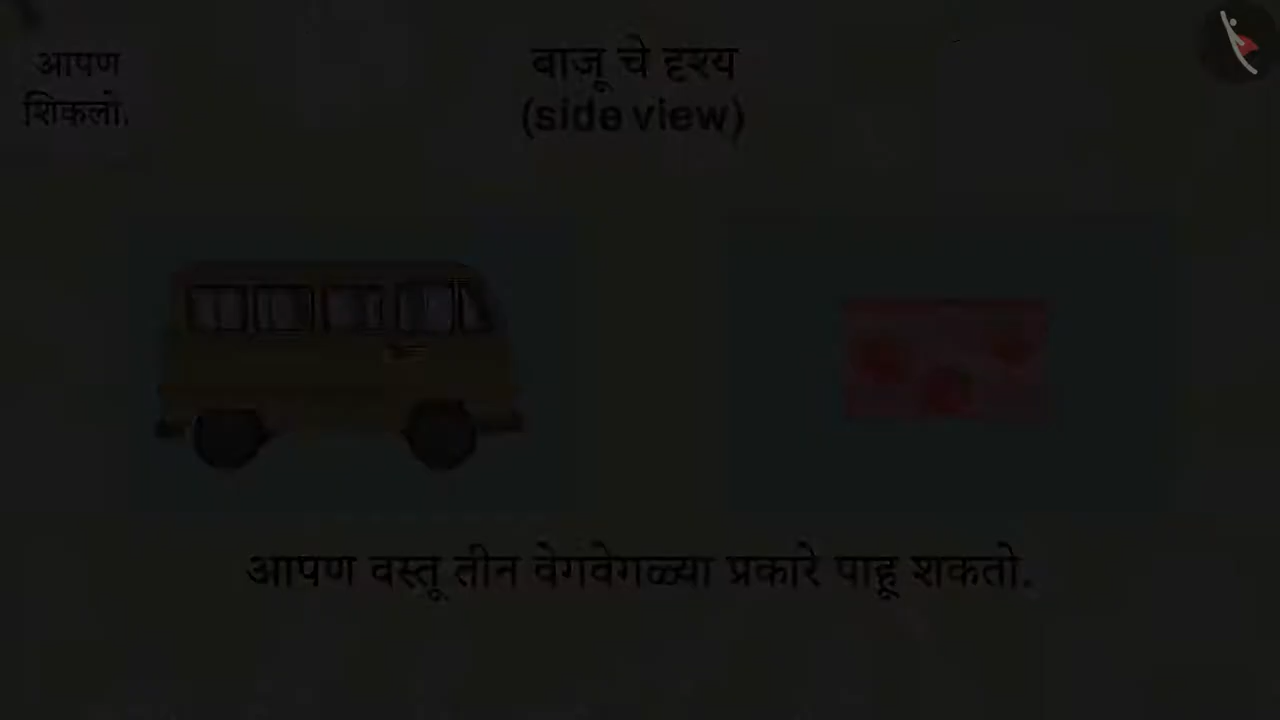 आपण
शिकलो.
बाजू चे दृश्य
(side view)
आपण वस्तू तीन वेगवेगळ्या प्रकारे पाहू शकतो.